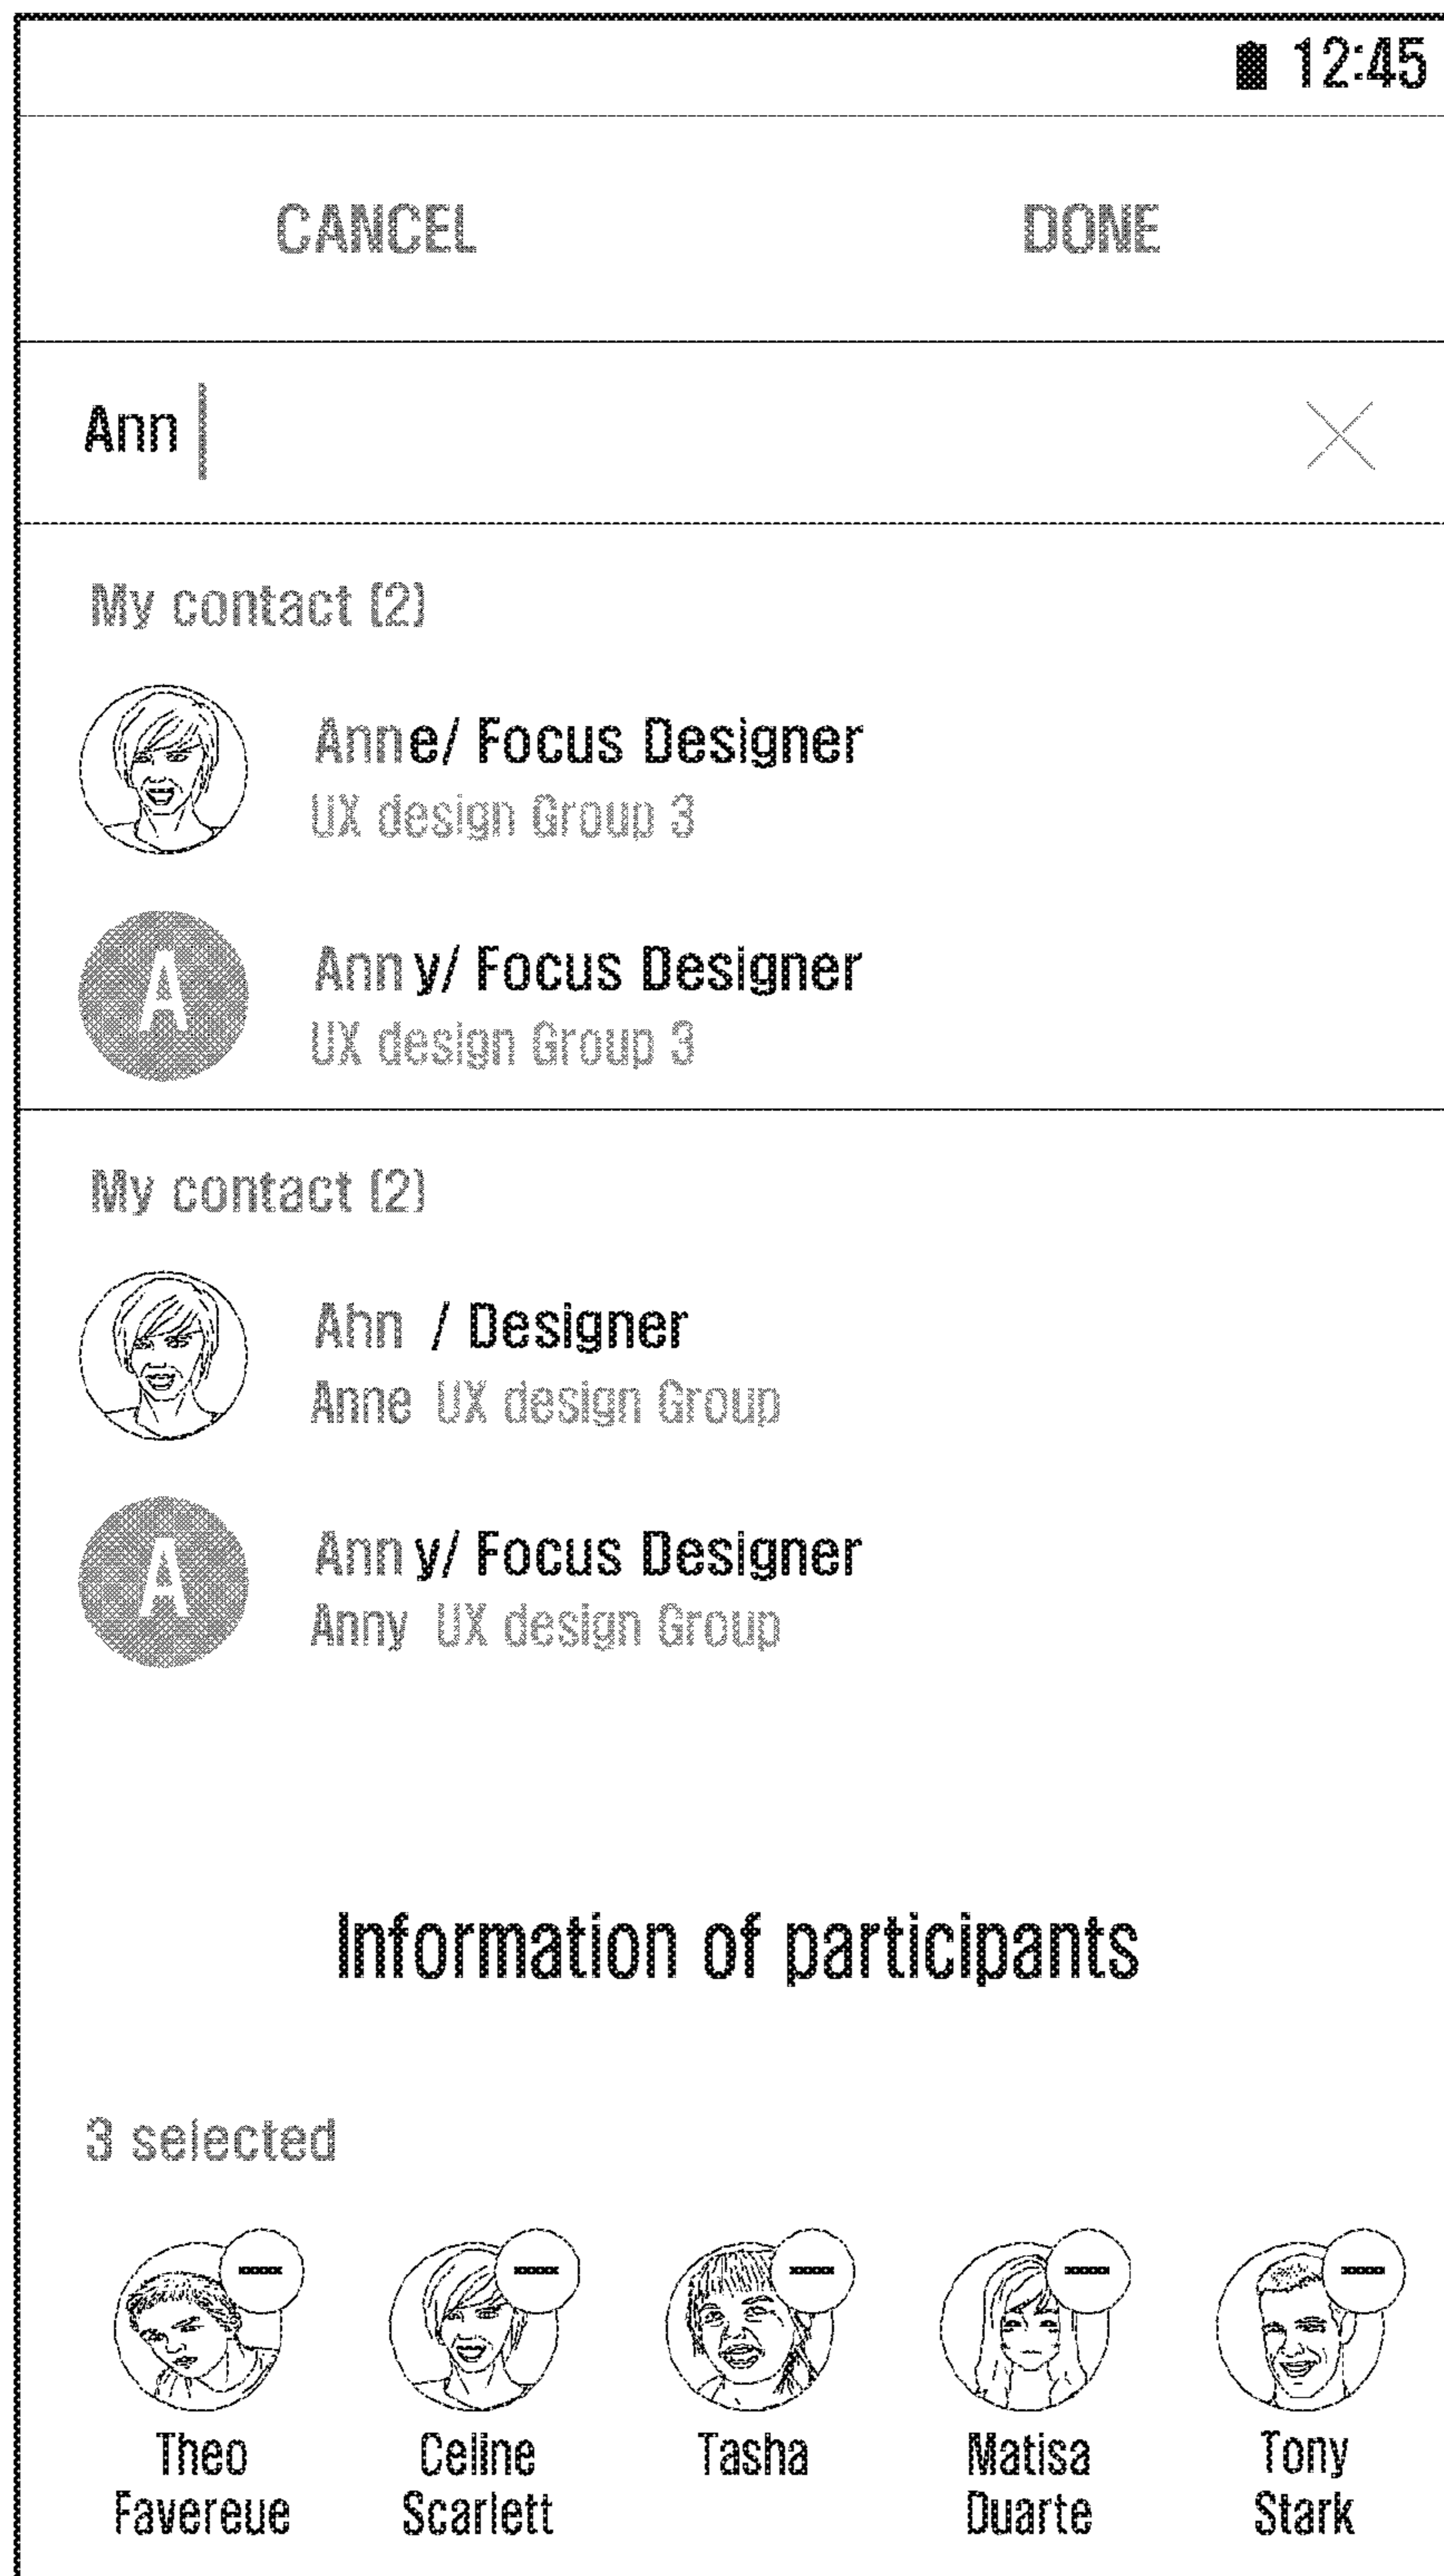 12:45
CANCEL DONE
Ann
My contact (2)
Anne/ Focus Designer
UX design Group 3
A
Anny/ Focus Designer
UX design Group 3
My contact (2)
Ahn / Designer
Anne UX design Group
A
Anny/ Focus Designer
Anny UX design Group
Information of participants
3 selected
Theo Favereue
Celine Scarlett
Tasha
Matisa Duarte
Tony Stark